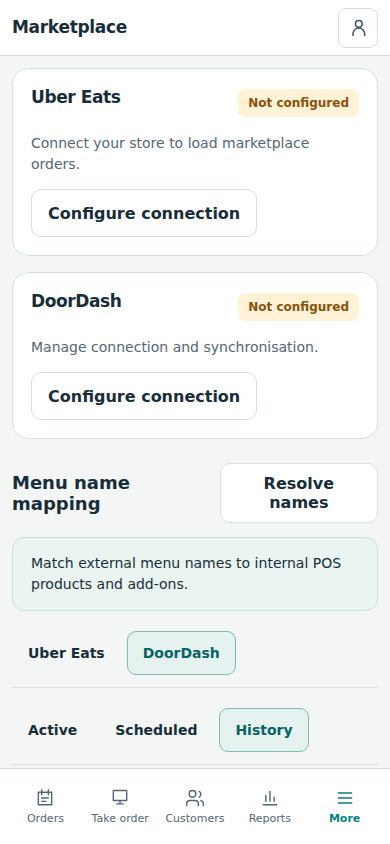 Marketplace
Uber Eats
Not configured
Connect your store to load marketplace
orders.
Configure connection
DoorDash
Not configured
Manage connection and synchronisation.
Configure connection
Menu name
mapping
Resolve
names
Match external menu names to internal POS
products and add-ons.
Uber Eats
DoorDash
Active
Scheduled
History
Orders
Take order
Customers
Reports
More